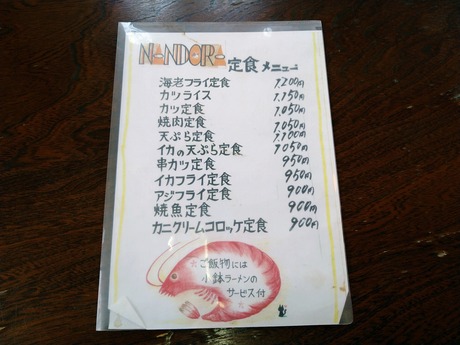 NANDORA 定食メニュー
海老フライ定食 1,200円
カツライス 1,150円
カツ定食 1,050円
焼肉定食 1,050円
天ぷら定食 1,100円
イカの天ぷら定食 1,050円
串カツ定食 950円
イカフライ定食 950円
アジフライ定食 900円
焼魚定食 900円
カニクリームコロッケ定食 900円
☆ご飯物には
小鉢ラーメンの
サービス付